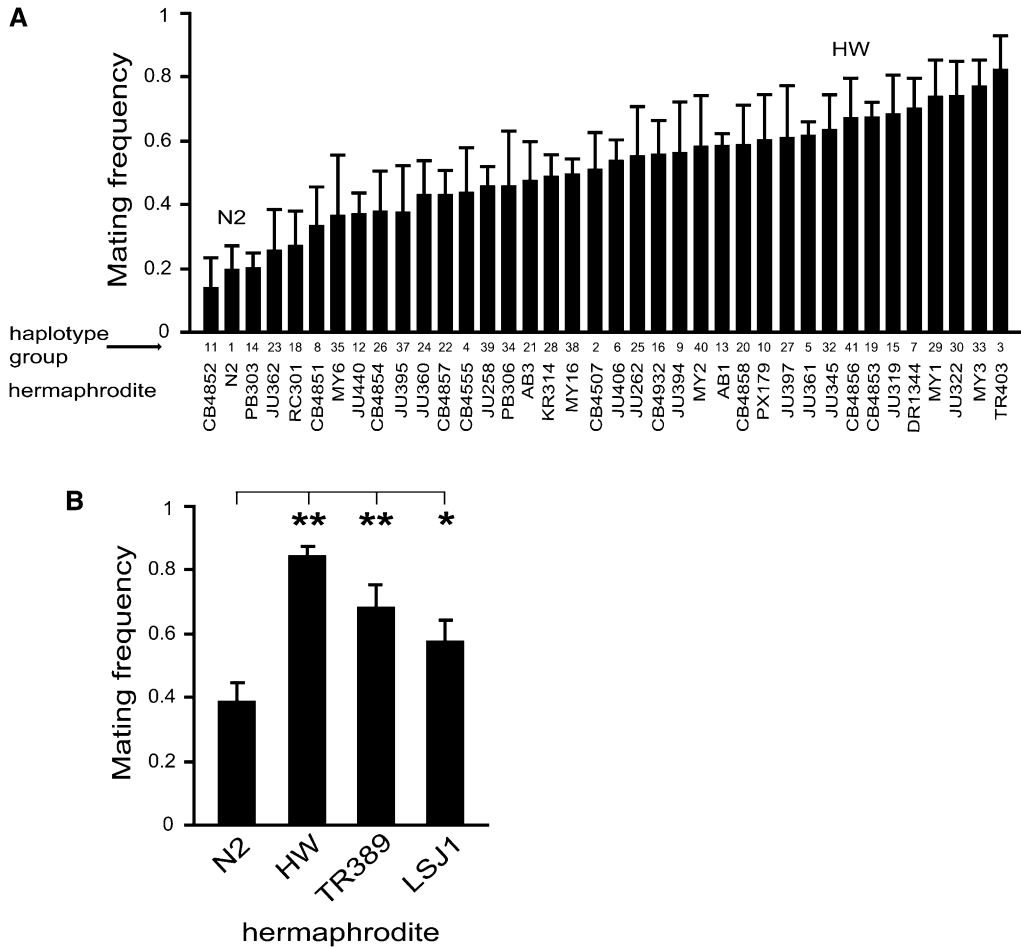 A
1
0.8
0.6
0.4
0.2
0
Mating frequency
N2
HW
haplotype group
11 1 14 23 18 8 35 12 26 37 24 22 4 39 34 21 28 38 2 6 25 16 9 40 13 20 10 27 5 32 41 19 15 7 29 30 33 3
hermaphrodite
CB4852 N2 PB303 JU362 RC301 CB4851 MY6 JU440 CB4854 JU395 JU360 CB4857 CB4555 JU258 PB306 AB3 KR314 MY16 CB4507 JU406 JU262 CB4932 JU394 MY2 AB1 CB4858 PX179 JU397 JU361 JU345 CB4856 CB4853 JU319 DR1344 MY1 JU322 MY3 TR403
B
1
0.8
0.6
0.4
0.2
0
Mating frequency
** ** *
N2 HW TR389 LSJ1
hermaphrodite